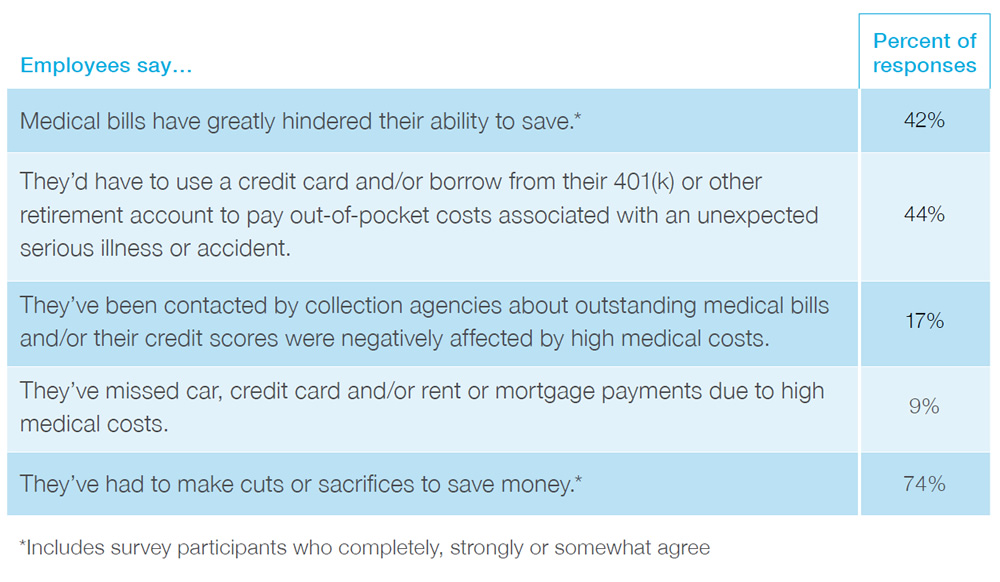 Employees say…
Percent of
responses
Medical bills have greatly hindered their ability to save.*
42%
They’d have to use a credit card and/or borrow from their 401(k) or other
retirement account to pay out-of-pocket costs associated with an unexpected
serious illness or accident.
44%
They’ve been contacted by collection agencies about outstanding medical bills
and/or their credit scores were negatively affected by high medical costs.
17%
They’ve missed car, credit card and/or rent or mortgage payments due to high
medical costs.
9%
They’ve had to make cuts or sacrifices to save money.*
74%
*Includes survey participants who completely, strongly or somewhat agree